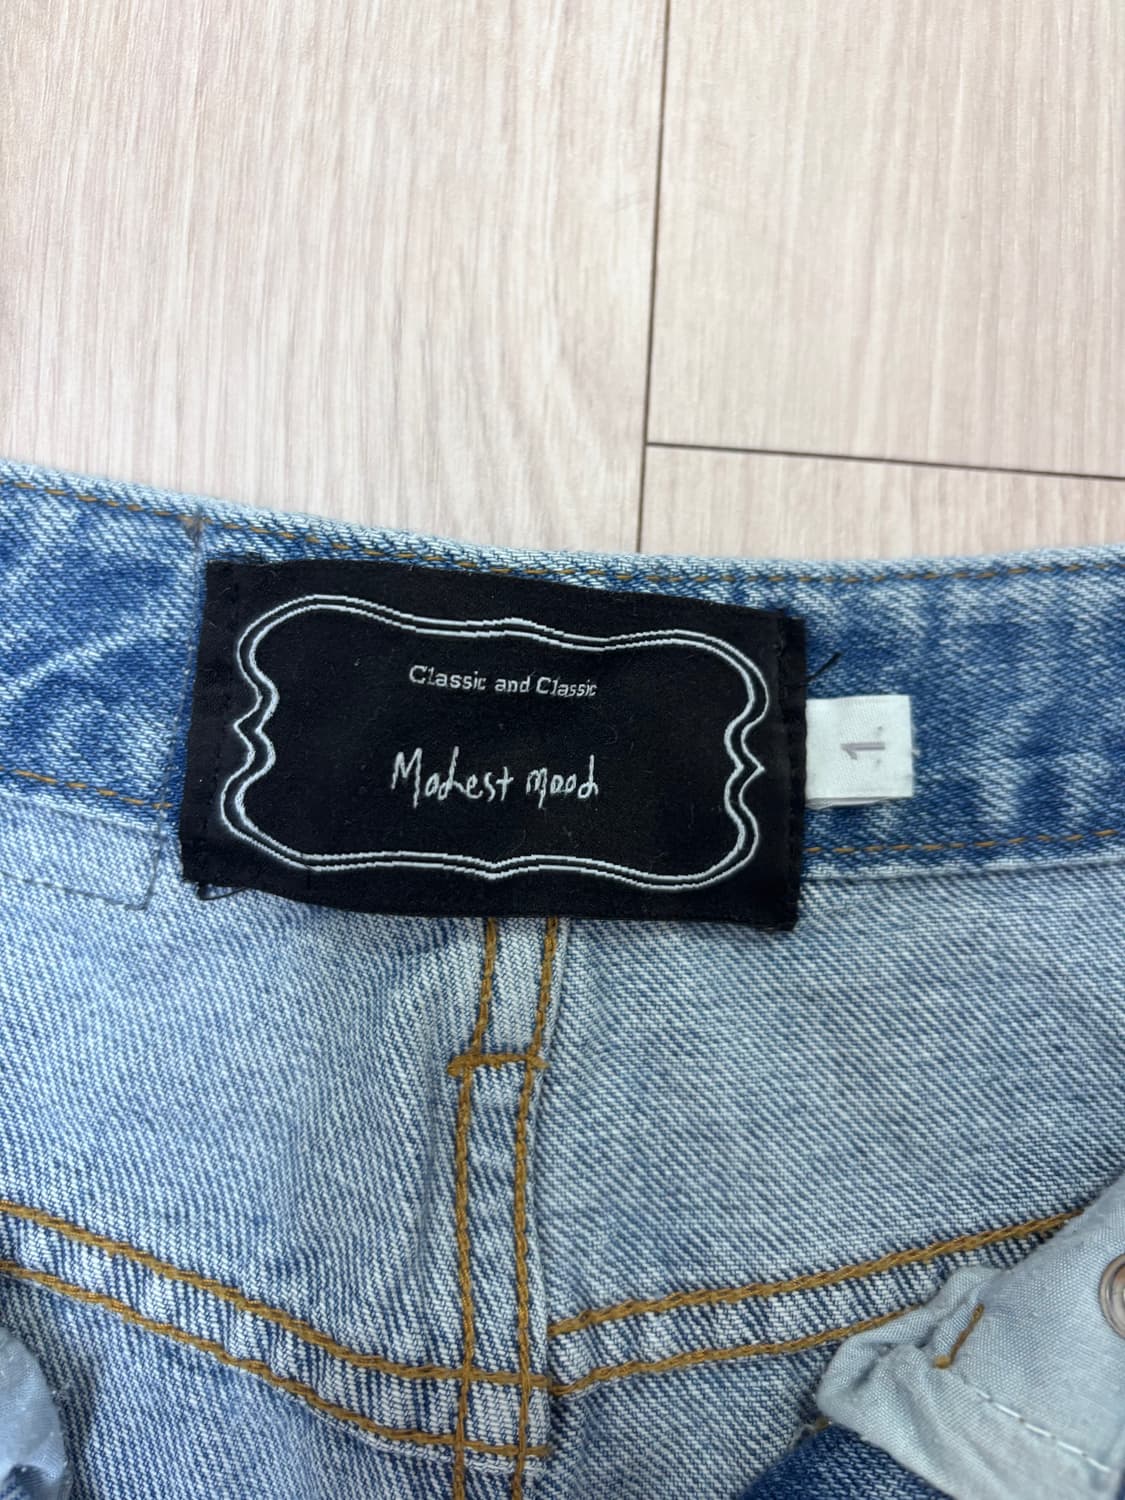 Classic and Classic
Modest mood
1